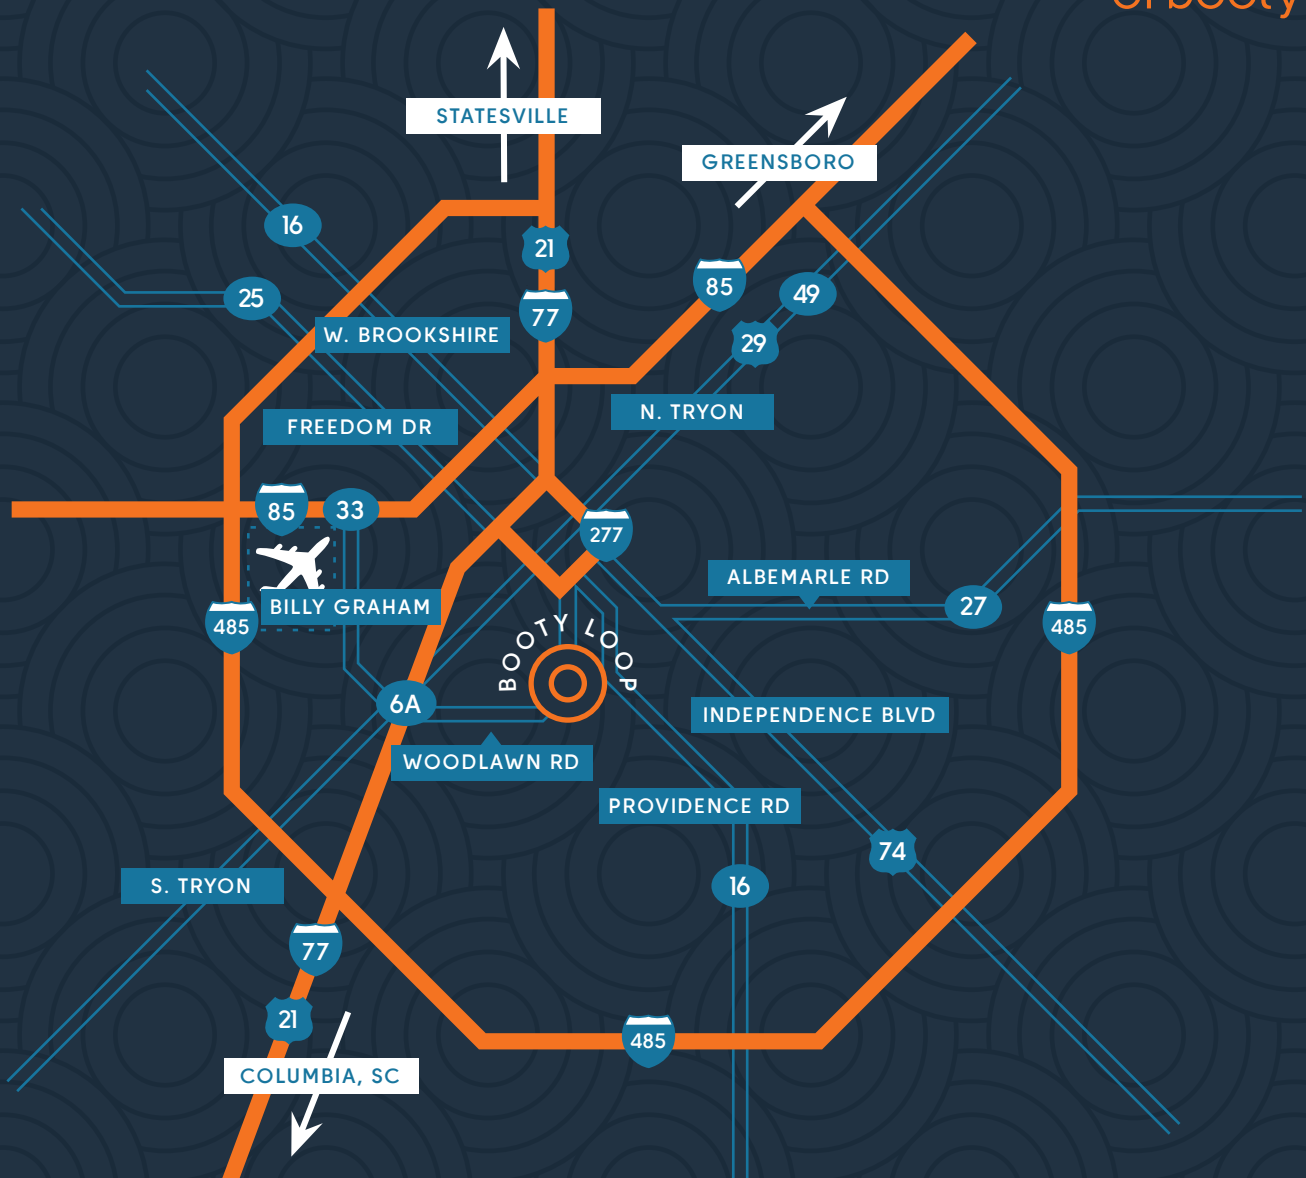 of booty
STATESVILLE
GREENSBORO
16
21
25
85
49
77
W. BROOKSHIRE
29
N. TRYON
FREEDOM DR
85
33
277
ALBEMARLE RD
BILLY GRAHAM
27
485
485
BOOTY LOOP
6A
INDEPENDENCE BLVD
WOODLAWN RD
PROVIDENCE RD
74
S. TRYON
16
77
21
485
COLUMBIA, SC